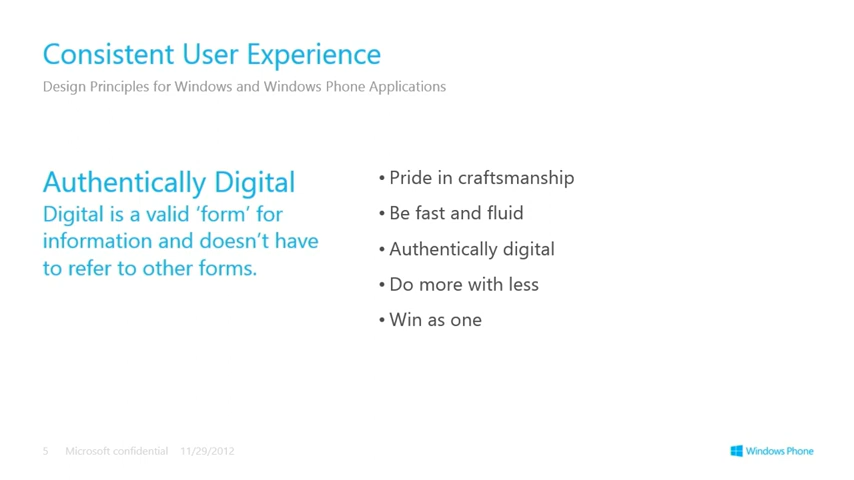 Consistent User Experience
Design Principles for Windows and Windows Phone Applications
Authentically Digital
Digital is a valid ‘form’ for
information and doesn’t have
to refer to other forms.
• Pride in craftsmanship
• Be fast and fluid
• Authentically digital
• Do more with less
• Win as one
5 Microsoft confidential 11/29/2012
Windows Phone